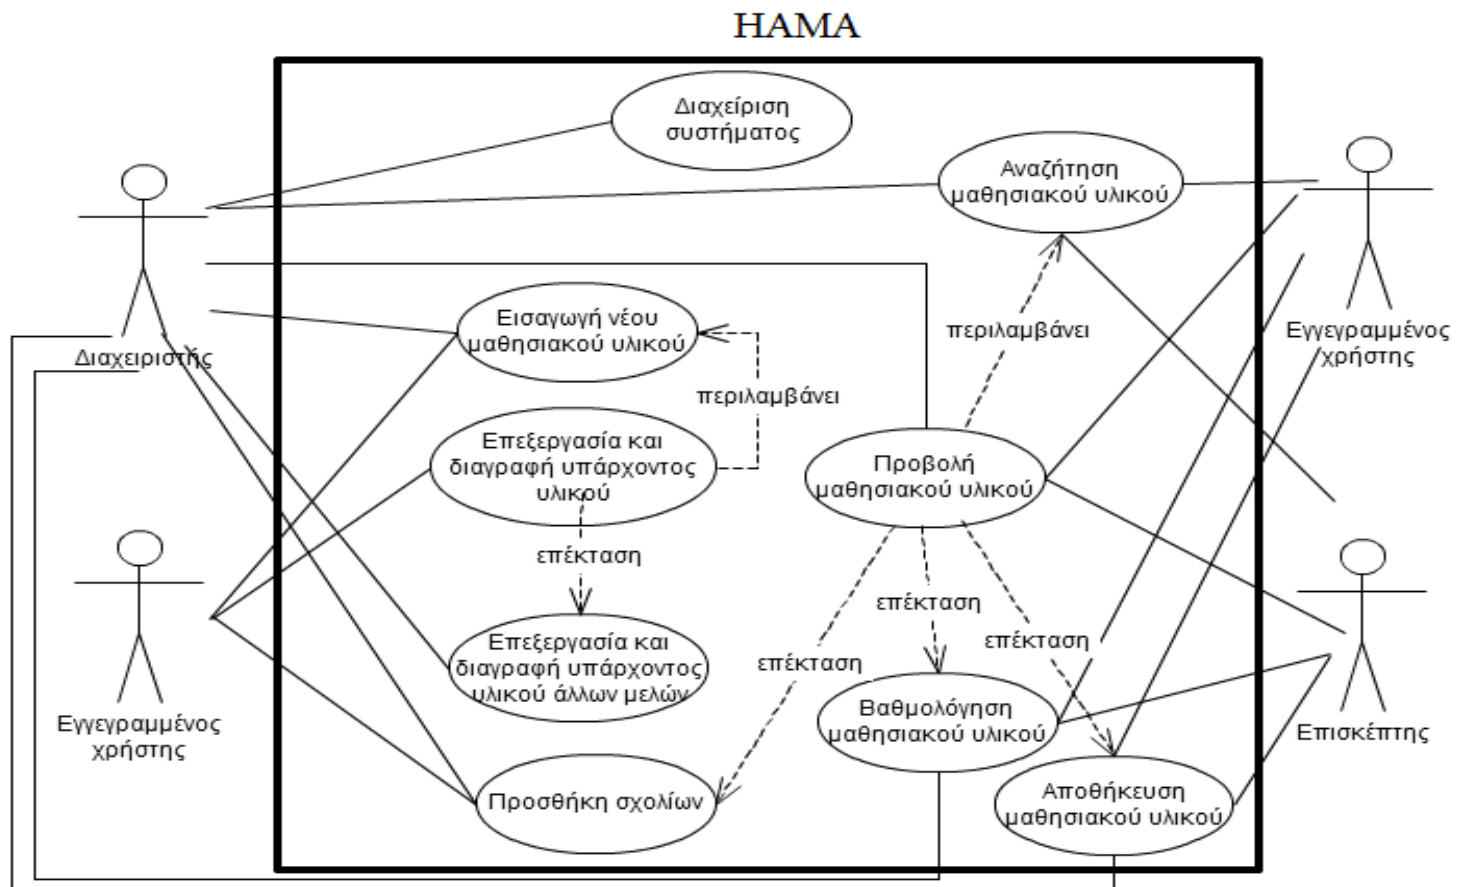 ΗΑΜΑ
Διαχείριση
συστήματος
Αναζήτηση
μαθησιακού υλικού
Διαχειριστής
Εισαγωγή νέου
μαθησιακού υλικού
περιλαμβάνει
περιλαμβάνει
Εγγεγραμμένος
χρήστης
Επεξεργασία και
διαγραφή υπάρχοντος
υλικού
Προβολή
μαθησιακού υλικού
επέκταση
επέκταση
επέκταση
επέκταση
Επεξεργασία και
διαγραφή υπάρχοντος
υλικού άλλων μελών
Εγγεγραμμένος
χρήστης
Βαθμολόγηση
μαθησιακού υλικού
Επισκέπτης
Προσθήκη σχολίων
Αποθήκευση
μαθησιακού υλικού